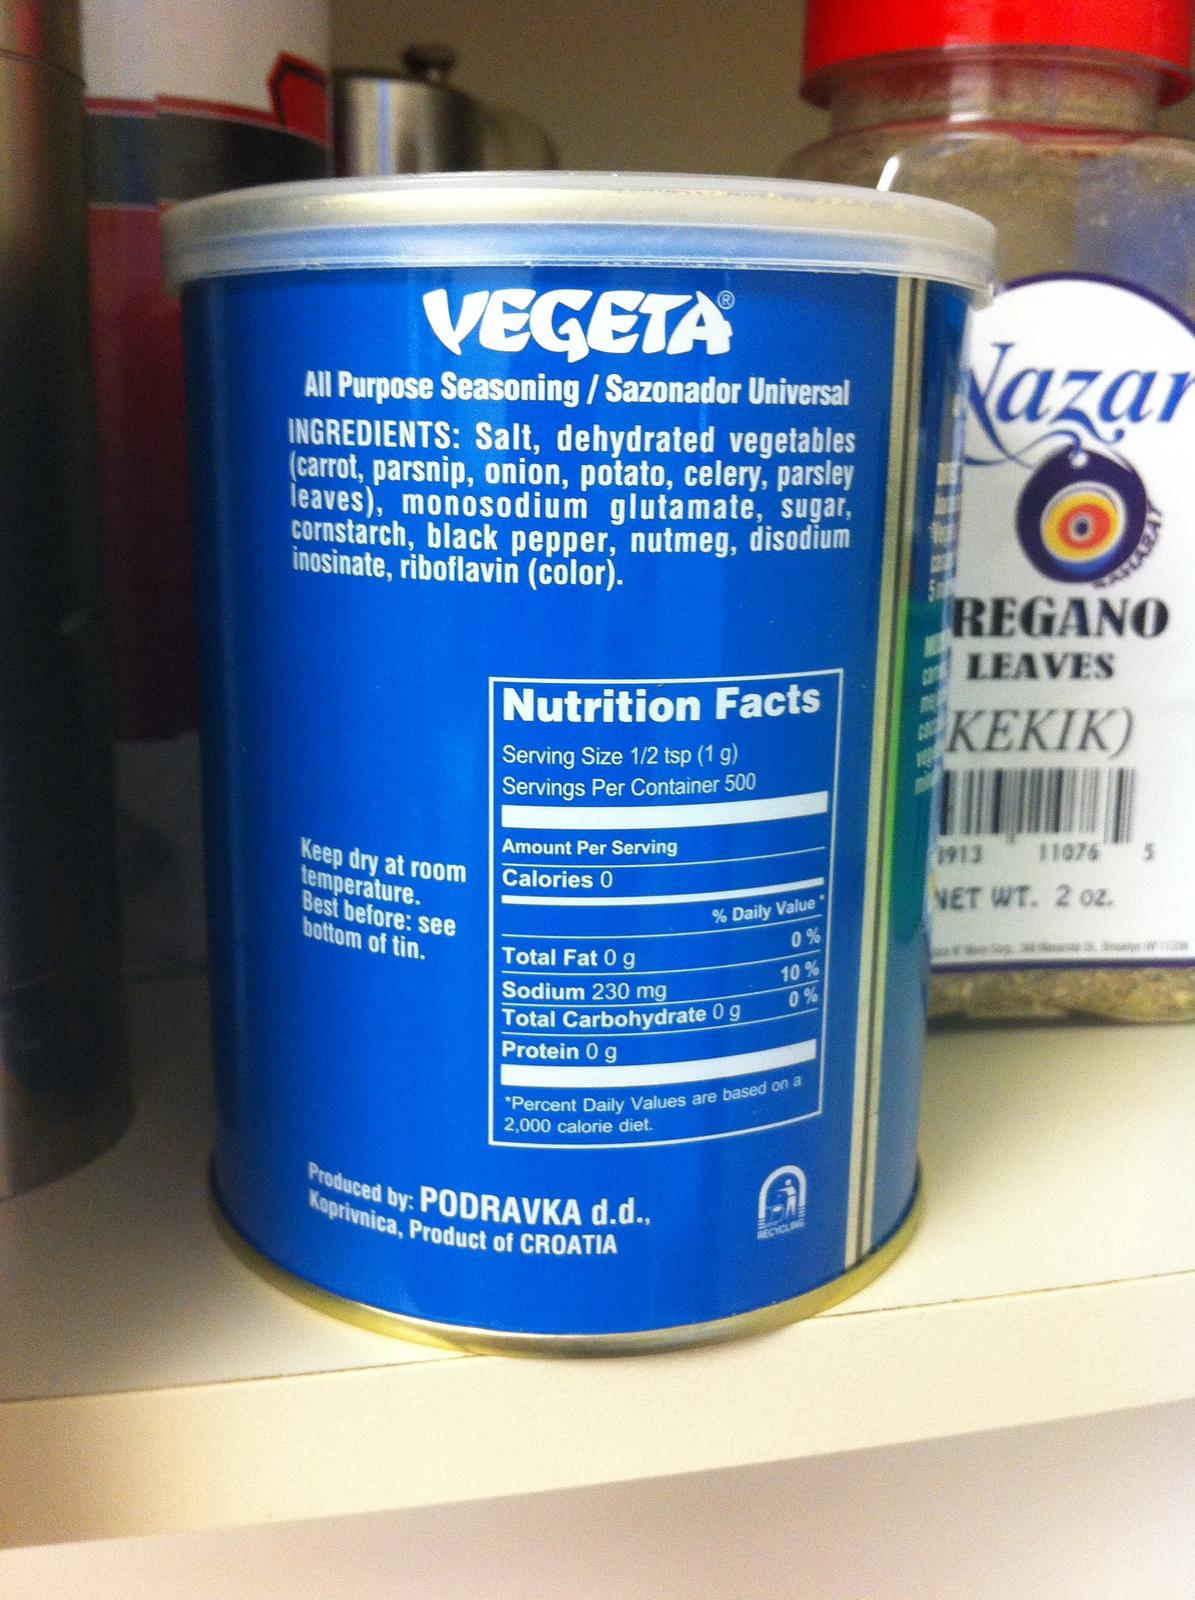 VEGETA®
All Purpose Seasoning / Sazonador Universal
INGREDIENTS: Salt, dehydrated vegetables
(carrot, parsnip, onion, potato, celery, parsley
leaves), monosodium glutamate, sugar,
cornstarch, black pepper, nutmeg, disodium
inosinate, riboflavin (color).
Nutrition Facts
Serving Size 1/2 tsp (1 g)
Servings Per Container 500
Amount Per Serving
Calories 0
% Daily Value*
Total Fat 0 g 0 %
Sodium 230 mg 10 %
Total Carbohydrate 0 g 0 %
Protein 0 g
*Percent Daily Values are based on a
2,000 calorie diet.
Keep dry at room
temperature.
Best before: see
bottom of tin.
Produced by: PODRAVKA d.d.,
Koprivnica, Product of CROATIA
RECYCLING
Nazar
REGANO
LEAVES
KEKIK)
11076 5
NET WT. 2 oz.